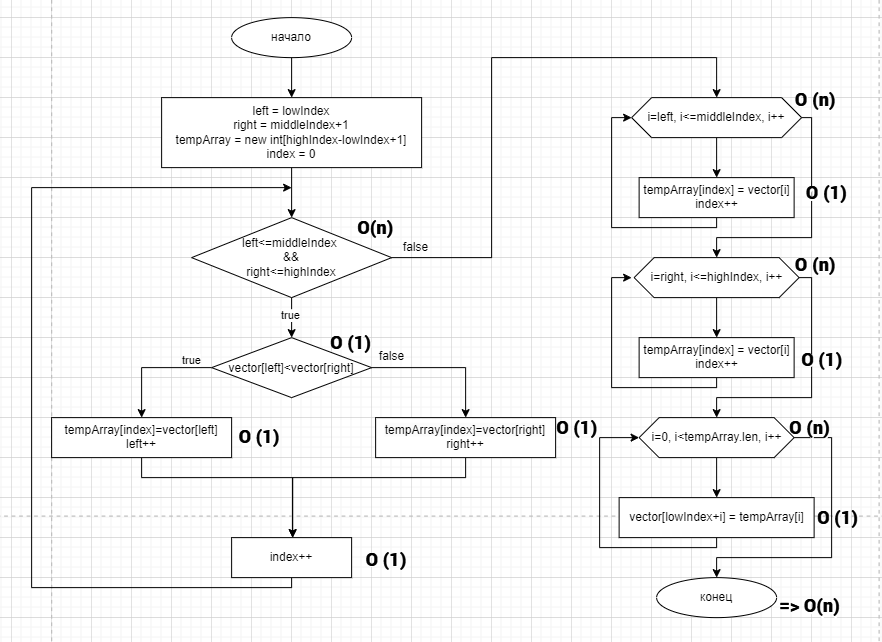 начало
left = lowIndex
right = middleIndex+1
tempArray = new int[highIndex-lowIndex+1]
index = 0
O(n)
left<=middleIndex
&&
right<=highIndex
false
true
O (1)
vector[left]<vector[right]
true
false
tempArray[index]=vector[left]
left++
O (1)
tempArray[index]=vector[right]
right++
O (1)
index++
O (1)
O (n)
i=left, i<=middleIndex, i++
tempArray[index] = vector[i]
index++
O (1)
O (n)
i=right, i<=highIndex, i++
tempArray[index] = vector[i]
index++
O (1)
O (n)
i=0, i<tempArray.len, i++
vector[lowIndex+i] = tempArray[i]
O (1)
конец
=> O(n)